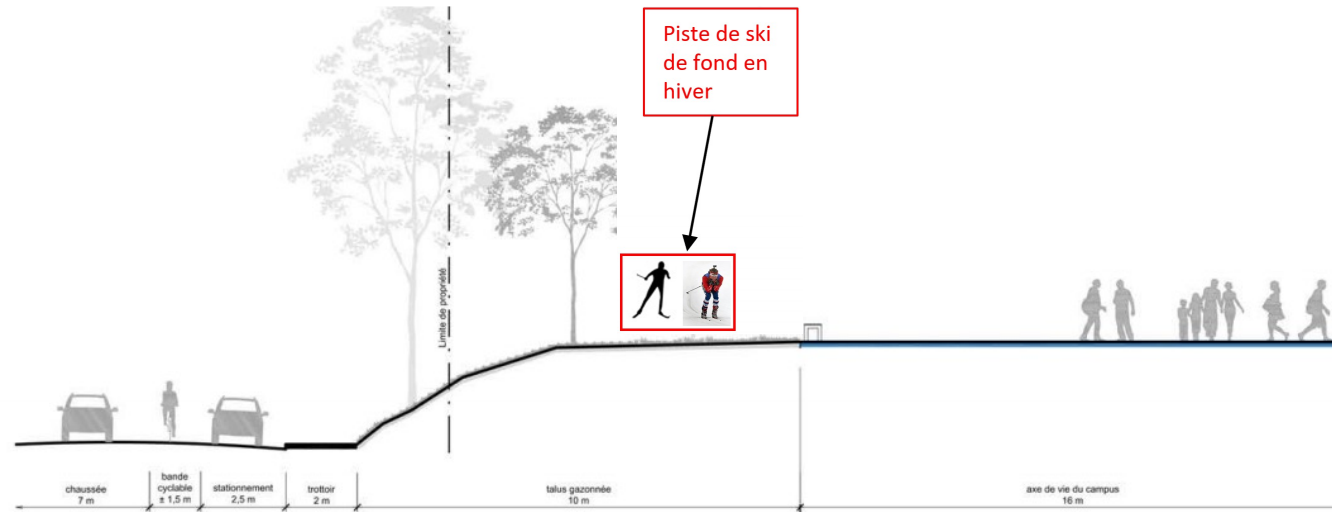 Piste de ski
de fond en
hiver
Limite de propriété
chaussée
7 m
bande
cyclable
± 1,5 m
stationnement
2,5 m
trottoir
2 m
talus gazonnée
10 m
axe de vie du campus
16 m